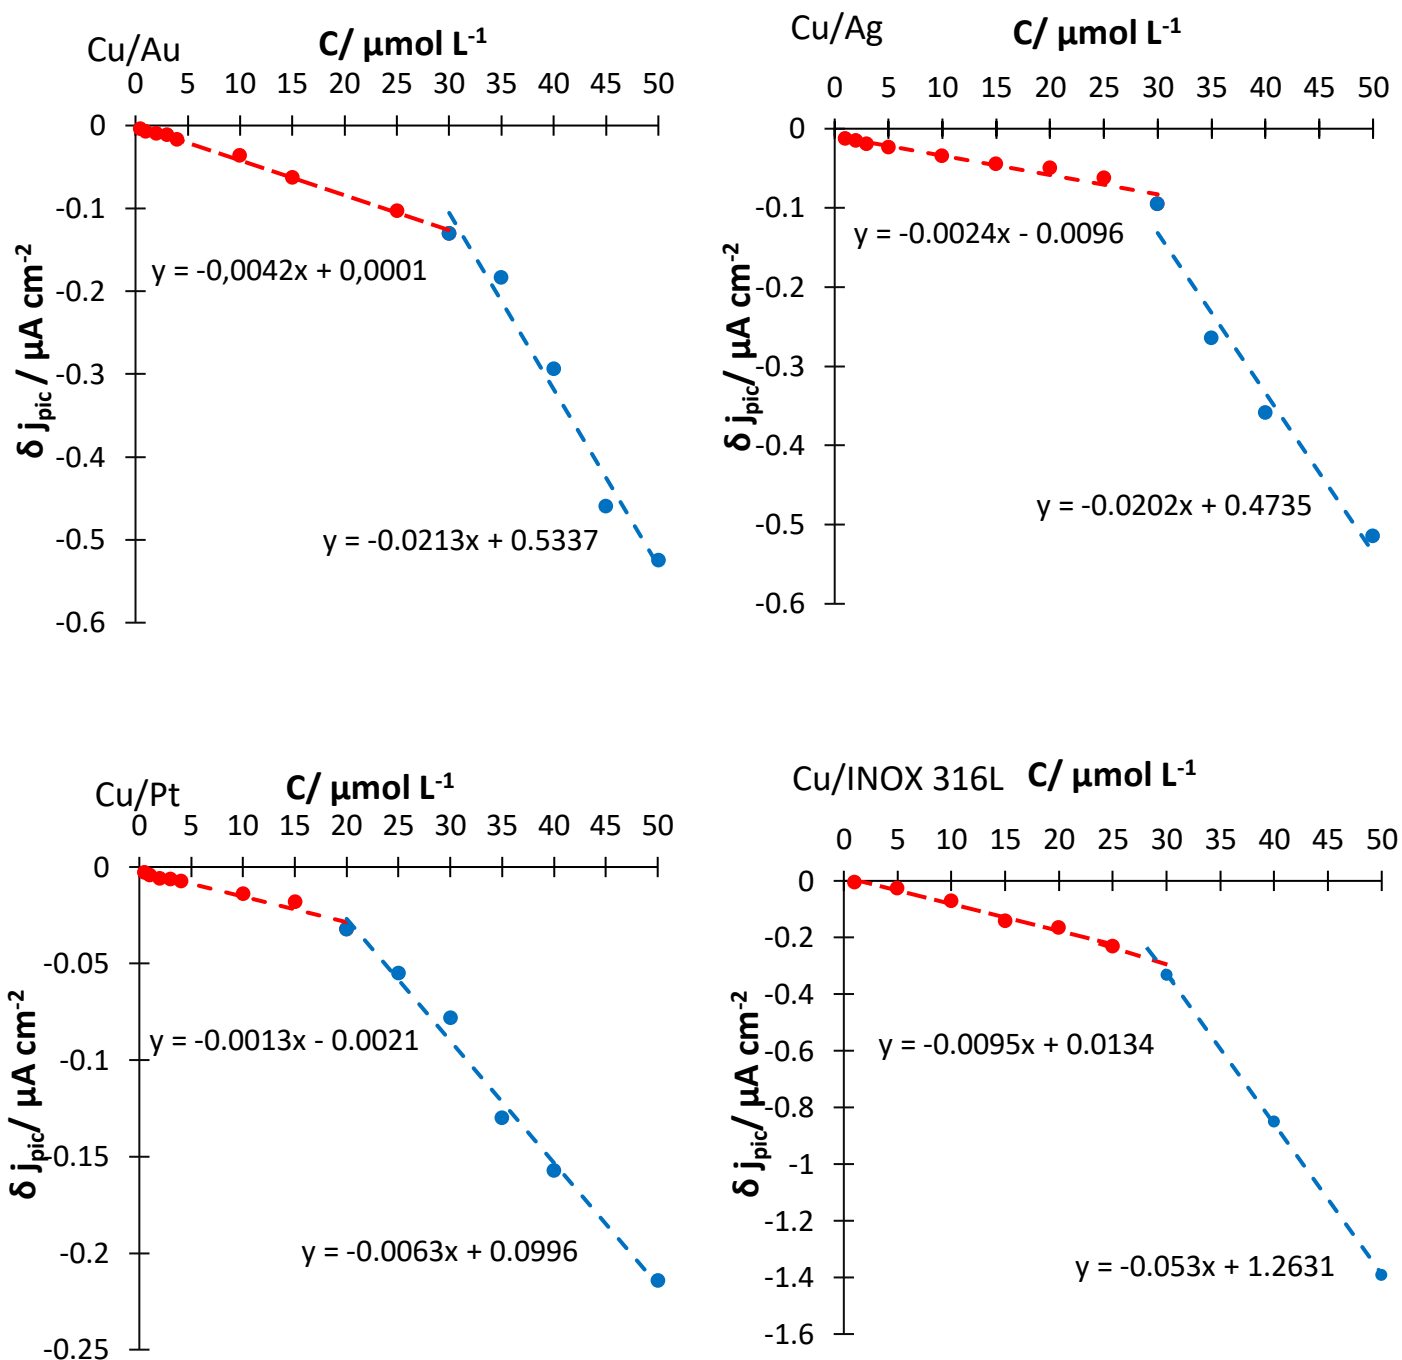 Cu/Au
C/ µmol L-1
0 5 10 15 20 25 30 35 40 45 50
0
-0.1
-0.2
-0.3
-0.4
-0.5
-0.6
δ jpic / µA cm-2
y = -0,0042x + 0,0001
y = -0.0213x + 0.5337
Cu/Ag
C/ µmol L-1
0 5 10 15 20 25 30 35 40 45 50
0
-0.1
-0.2
-0.3
-0.4
-0.5
-0.6
δ jpic/ µA cm-2
y = -0.0024x - 0.0096
y = -0.0202x + 0.4735
Cu/Pt
C/ µmol L-1
0 5 10 15 20 25 30 35 40 45 50
0
-0.05
-0.1
-0.15
-0.2
-0.25
δ jpic/ µA cm-2
y = -0.0013x - 0.0021
y = -0.0063x + 0.0996
Cu/INOX 316L
C/ µmol L-1
0 5 10 15 20 25 30 35 40 45 50
0
-0.2
-0.4
-0.6
-0.8
-1
-1.2
-1.4
-1.6
δ jpic/ µA cm-2
y = -0.0095x + 0.0134
y = -0.053x + 1.2631